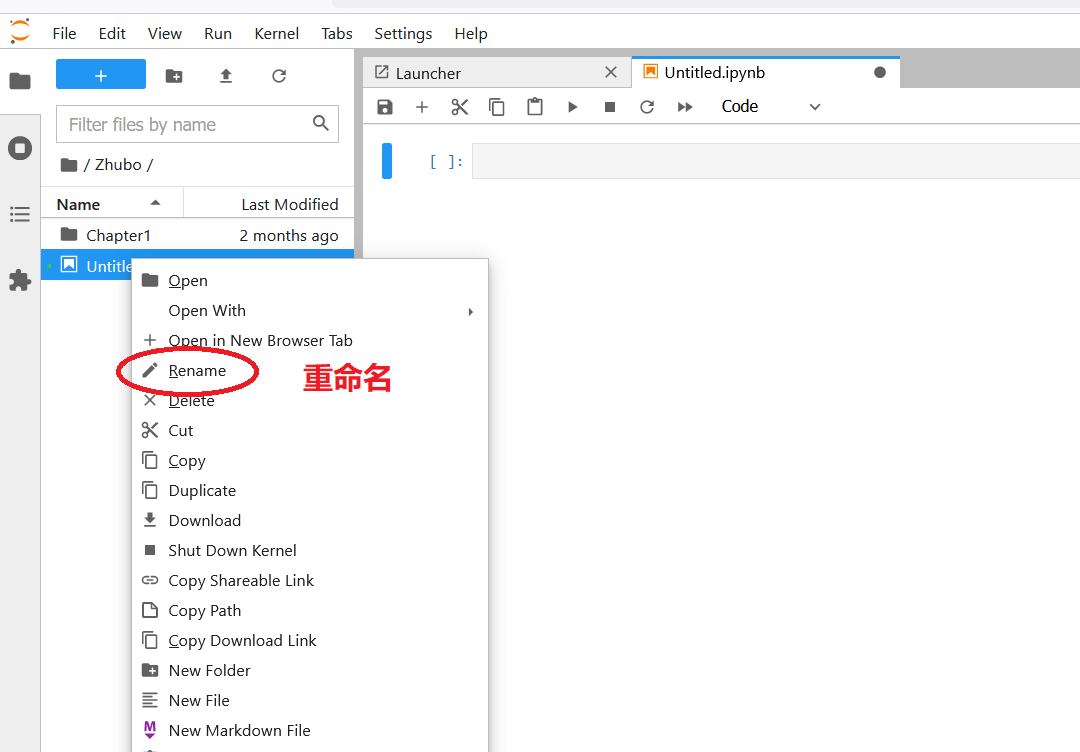 File Edit View Run Kernel Tabs Settings Help
Launcher
Untitled.ipynb
Code
Filter files by name
/ Zhubo /
[ ]:
Name Last Modified
Chapter1 2 months ago
Untitle
Open
Open With
Open in New Browser Tab
Rename
重命名
Delete
Cut
Copy
Duplicate
Download
Shut Down Kernel
Copy Shareable Link
Copy Path
Copy Download Link
New Folder
New File
New Markdown File